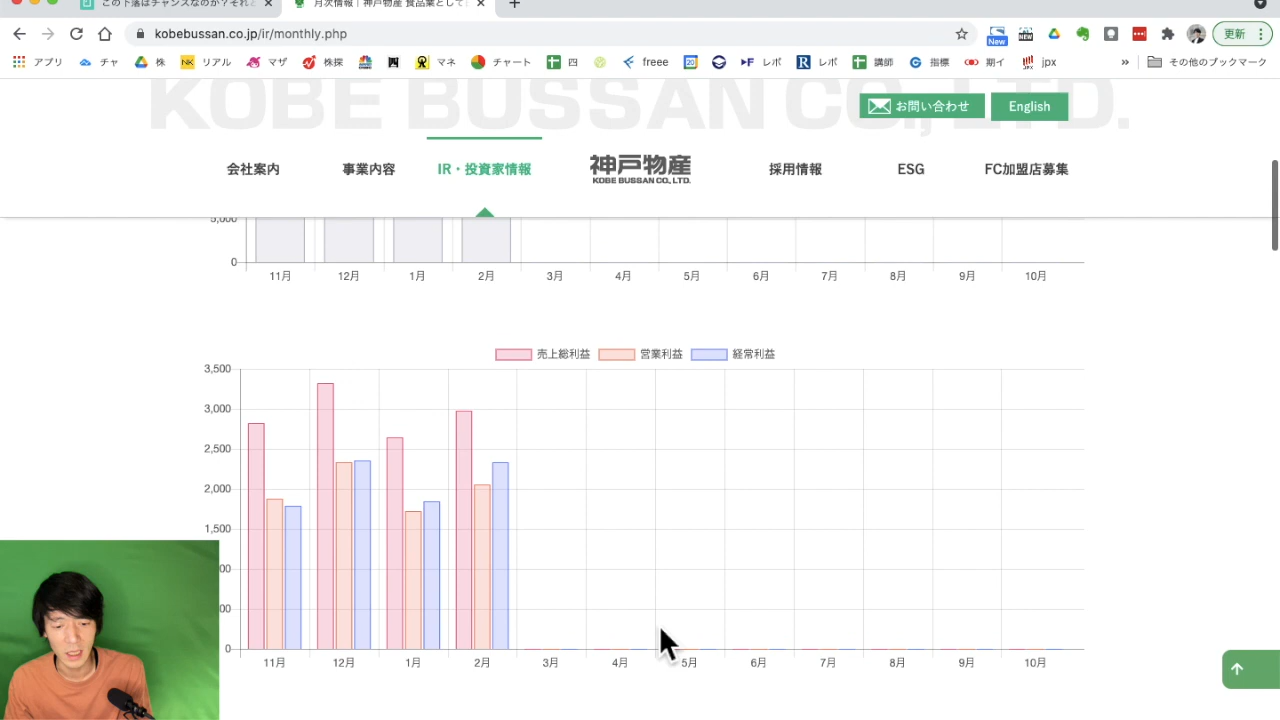 この下落はチャンスなのか？それと
月次情報｜神戸物産 食品業として
kobebussan.co.jp/ir/monthly.php
New
NEW
更新
アプリ チャ 株 NK リアル マザ 株探 マネ チャート 四 freee 20 F レポ R レポ 講師 指標 期イ JPX jpx » その他のブックマーク
KOBE BUSSAN CO., LTD.
お問い合わせ English
会社案内 事業内容 IR・投資家情報 神戸物産 採用情報 ESG FC加盟店募集
KOBE BUSSAN CO., LTD.
5,000
0
11月 12月 1月 2月 3月 4月 5月 6月 7月 8月 9月 10月
売上総利益 営業利益 経常利益
3,500
3,000
2,500
2,000
1,500
00
00
0
11月 12月 1月 2月 3月 4月 5月 6月 7月 8月 9月 10月